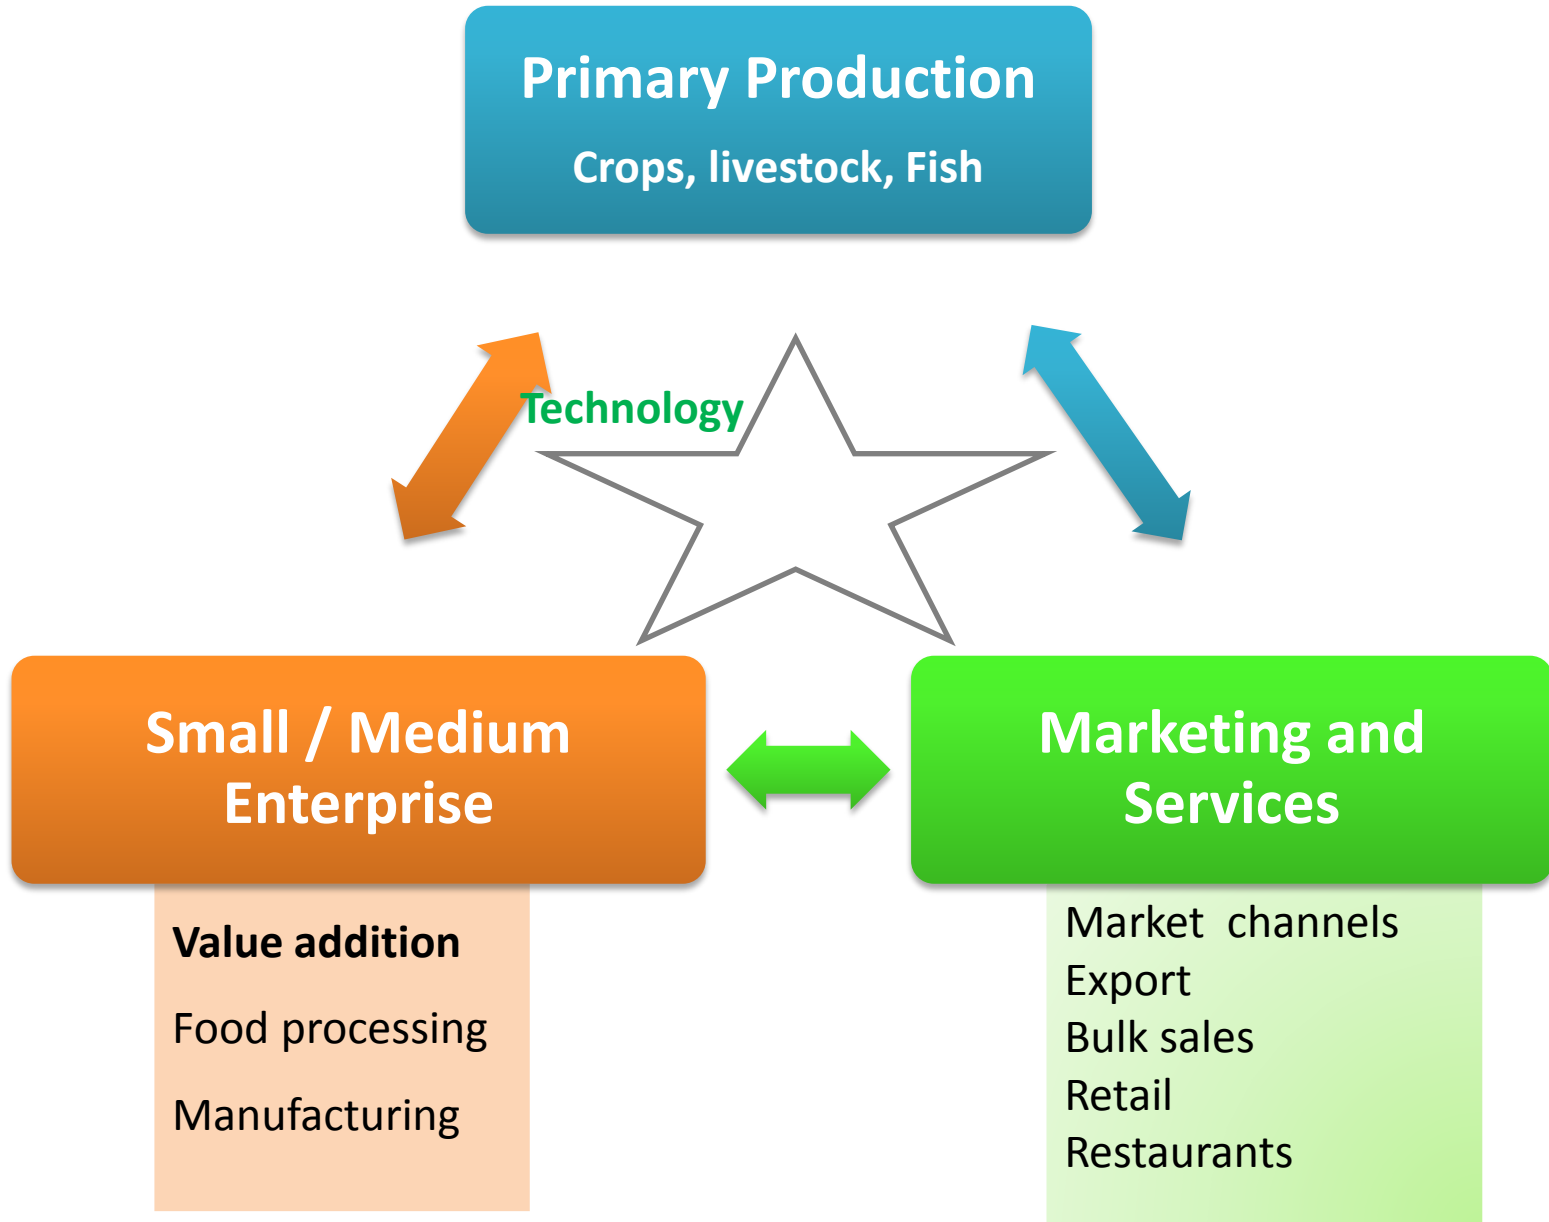 Primary Production
Crops, livestock, Fish
Technology
Small / Medium
Enterprise
Value addition
Food processing
Manufacturing
Marketing and
Services
Market channels
Export
Bulk sales
Retail
Restaurants